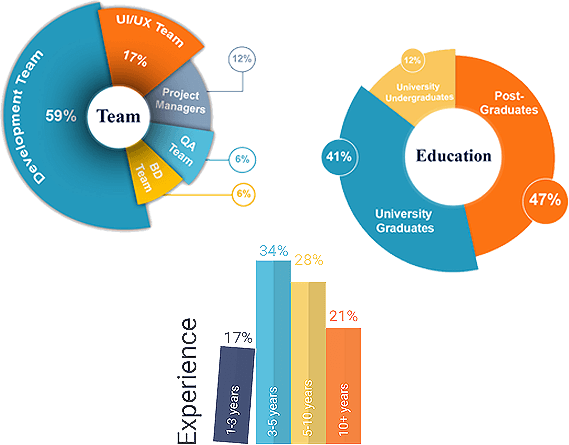 UI/UX Team
17%
Development Team
59%
Team
Project
Managers
12%
QA
Team
6%
BD
Team
6%
12%
University
Undergraduates
Post-
Graduates
41%
Education
47%
University
Graduates
Experience
17%
1-3 years
34%
3-5 years
28%
5-10 years
21%
10+ years